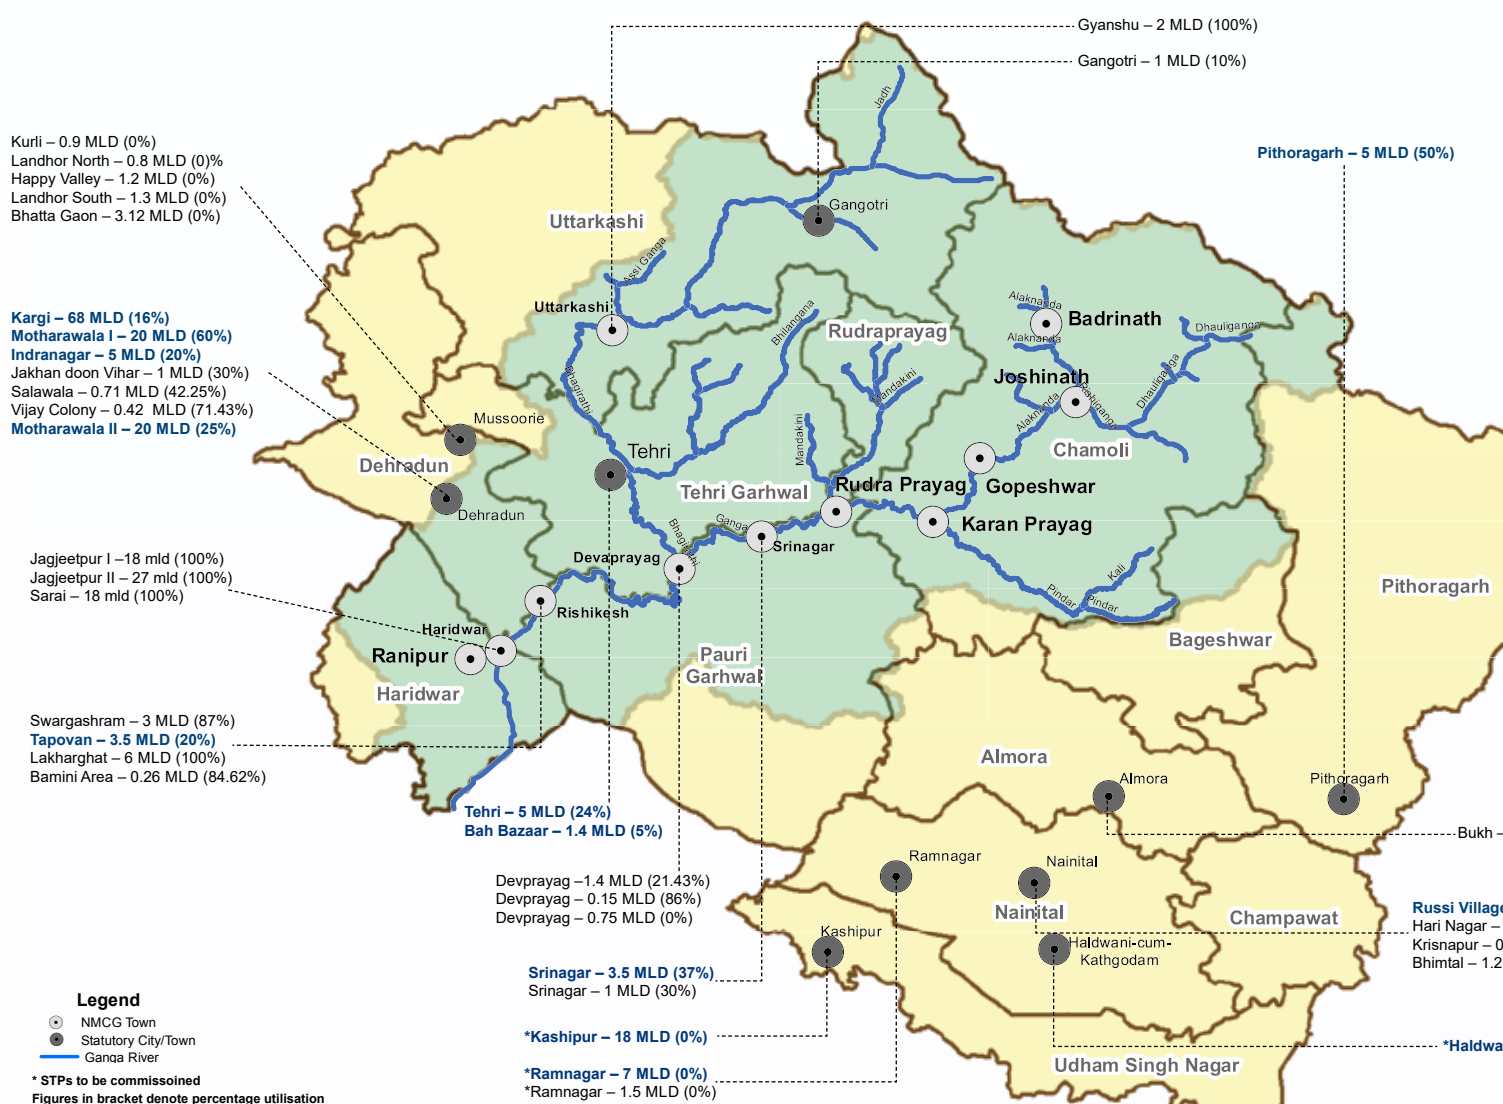 Gyanshu – 2 MLD (100%)
Gangotri – 1 MLD (10%)
Kurli – 0.9 MLD (0%)
Landhor North – 0.8 MLD (0)%
Happy Valley – 1.2 MLD (0%)
Landhor South – 1.3 MLD (0%)
Bhatta Gaon – 3.12 MLD (0%)
Pithoragarh – 5 MLD (50%)
Jadh
Gangotri
Uttarkashi
Assi Ganga
Uttarkashi
Kargi – 68 MLD (16%)
Motharawala I – 20 MLD (60%)
Indranagar – 5 MLD (20%)
Jakhan doon Vihar – 1 MLD (30%)
Salawala – 0.71 MLD (42.25%)
Vijay Colony – 0.42 MLD (71.43%)
Motharawala II – 20 MLD (25%)
Bhilangana
Rudraprayag
Alaknanda
Badrinath
Alaknanda
Dhauliganga
Joshinath
Dhauliganga
Bhagirathi
Mandakini
Alaknanda
Rishiganga
Mussoorie
Mandakini
Chamoli
Tehri
Dehradun
Tehri Garhwal
Rudra Prayag
Gopeshwar
Dehradun
Karan Prayag
Ganga
Srinagar
Bhagirathi
Devaprayag
Jagjeetpur I –18 mld (100%)
Jagjeetpur II – 27 mld (100%)
Sarai – 18 mld (100%)
Kali
Pindar
Pindar
Pithoragarh
Rishikesh
Haridwar
Ranipur
Haridwar
Pauri
Garhwal
Bageshwar
Swargashram – 3 MLD (87%)
Tapovan – 3.5 MLD (20%)
Lakharghat – 6 MLD (100%)
Bamini Area – 0.26 MLD (84.62%)
Almora
Almora
Pithoragarh
Tehri – 5 MLD (24%)
Bah Bazaar – 1.4 MLD (5%)
Bukh –
Ramnagar
Nainital
Devprayag –1.4 MLD (21.43%)
Devprayag – 0.15 MLD (86%)
Devprayag – 0.75 MLD (0%)
Nainital
Champawat
Russi Village
Hari Nagar –
Krisnapur – 0
Bhimtal – 1.2
Kashipur
Haldwani-cum-
Kathgodam
Srinagar – 3.5 MLD (37%)
Srinagar – 1 MLD (30%)
*Kashipur – 18 MLD (0%)
*Haldwa
Udham Singh Nagar
*Ramnagar – 7 MLD (0%)
*Ramnagar – 1.5 MLD (0%)
Legend
NMCG Town
Statutory City/Town
Ganga River
* STPs to be commissoined
Figures in bracket denote percentage utilisation